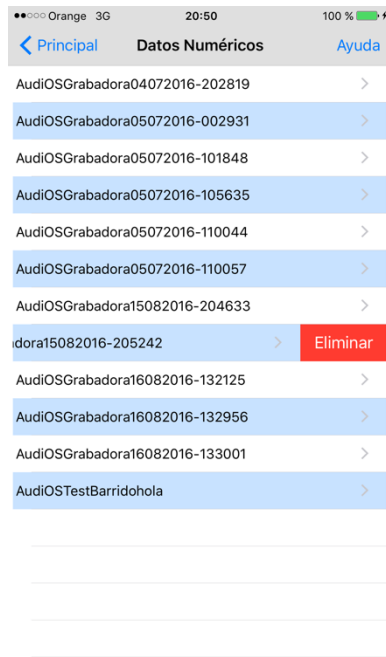 Orange 3G 20:50 100 %
Principal Datos Numéricos Ayuda
AudiOSGrabadora04072016-202819
AudiOSGrabadora05072016-002931
AudiOSGrabadora05072016-101848
AudiOSGrabadora05072016-105635
AudiOSGrabadora05072016-110044
AudiOSGrabadora05072016-110057
AudiOSGrabadora15082016-204633
dora15082016-205242 Eliminar
AudiOSGrabadora16082016-132125
AudiOSGrabadora16082016-132956
AudiOSGrabadora16082016-133001
AudiOSTestBarridohola